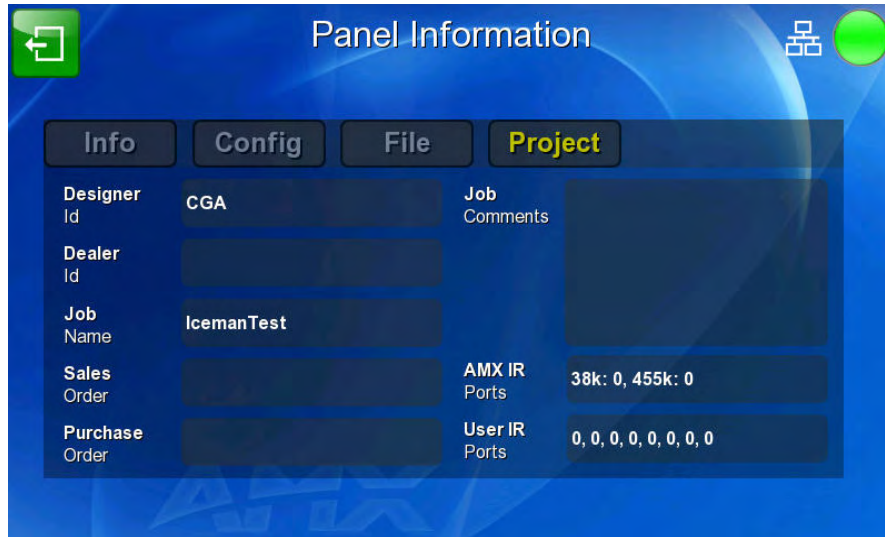 Panel Information
Info Config File Project
Designer
Id
CGA
Dealer
Id
Job
Name
IcemanTest
Sales
Order
Purchase
Order
Job
Comments
AMX IR
Ports
38k: 0, 455k: 0
User IR
Ports
0, 0, 0, 0, 0, 0, 0, 0
AMX